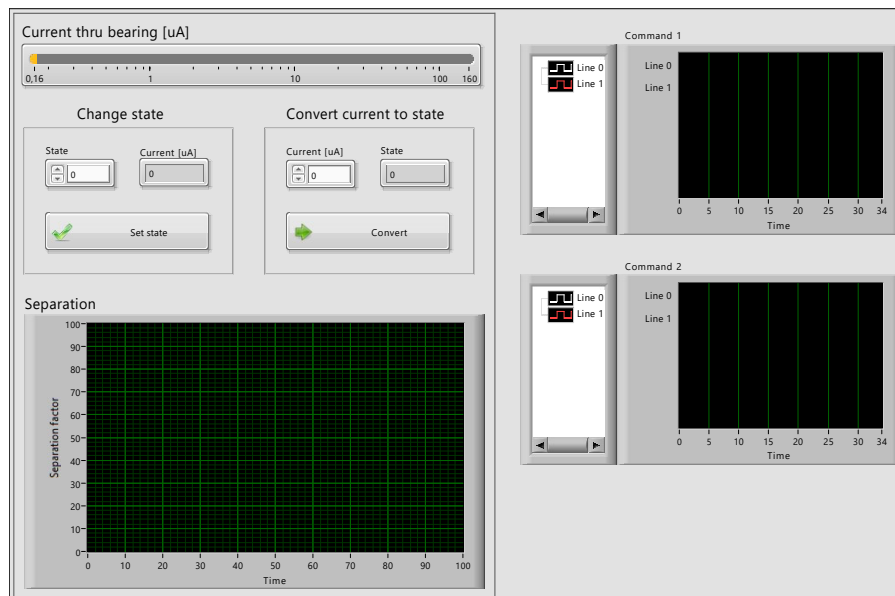 Current thru bearing [uA]
0,16 1 10 100 160
Change state
State Current [uA]
0 0
Set state
Convert current to state
Current [uA] State
0 0
Convert
Separation
Separation factor
100
90
80
70
60
50
40
30
20
10
0
0 10 20 30 40 50 60 70 80 90 100
Time
Command 1
Line 0
Line 1
Line 0
Line 1
0 5 10 15 20 25 30 34
Time
Command 2
Line 0
Line 1
Line 0
Line 1
0 5 10 15 20 25 30 34
Time